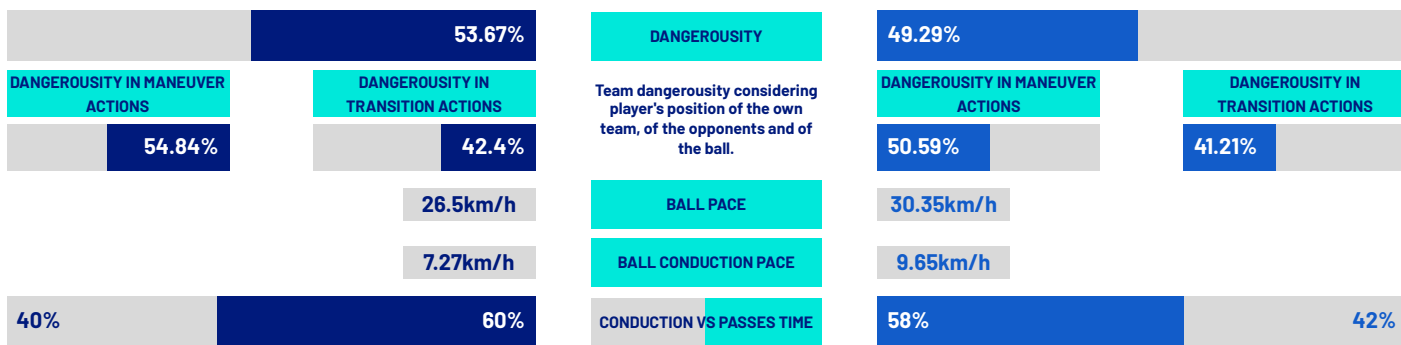 53.67%
DANGEROUSITY
49.29%
DANGEROUSITY IN MANEUVER
ACTIONS
DANGEROUSITY IN
TRANSITION ACTIONS
Team dangerousity considering
player's position of the own
team, of the opponents and of
the ball.
DANGEROUSITY IN MANEUVER
ACTIONS
DANGEROUSITY IN
TRANSITION ACTIONS
54.84%
42.4%
50.59%
41.21%
26.5km/h
BALL PACE
30.35km/h
7.27km/h
BALL CONDUCTION PACE
9.65km/h
40%
60%
CONDUCTION VS PASSES TIME
58%
42%